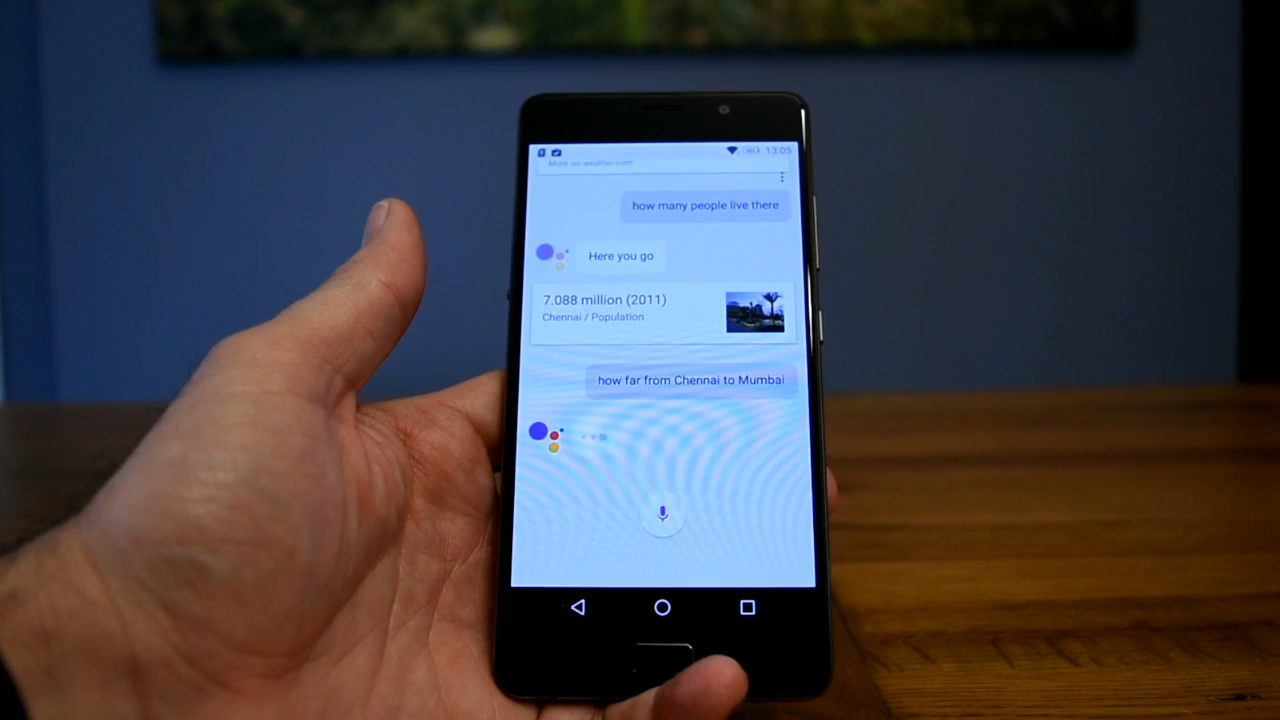 13:05
More on weather.com
how many people live there
Here you go
7.088 million (2011)
Chennai / Population
how far from Chennai to Mumbai